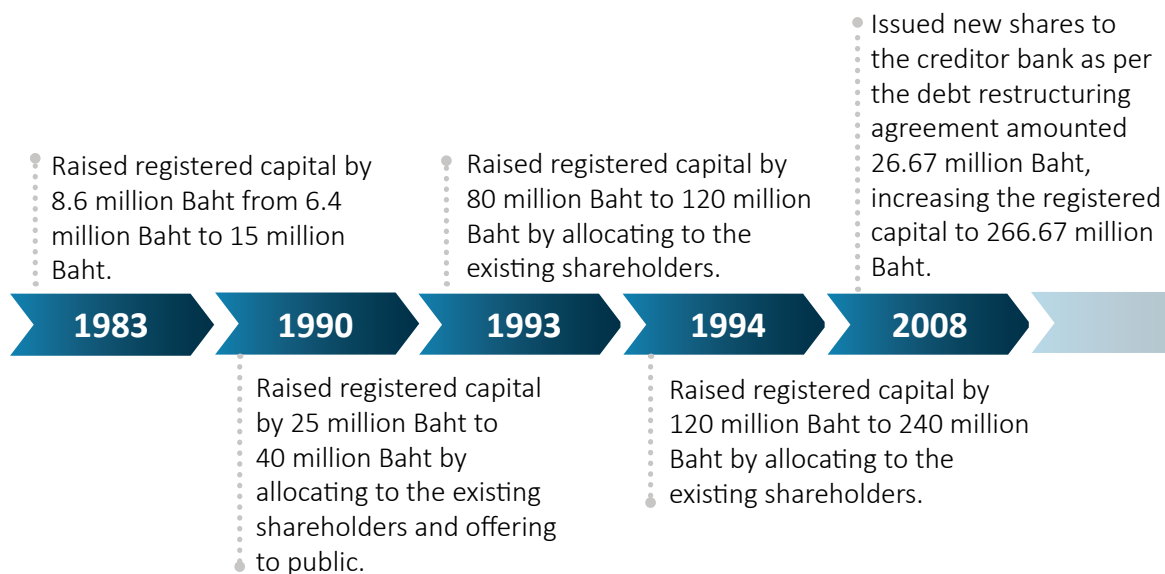 Issued new shares to
the creditor bank as per
the debt restructuring
agreement amounted
26.67 million Baht,
increasing the registered
capital to 266.67 million
Baht.
Raised registered capital by
8.6 million Baht from 6.4
million Baht to 15 million
Baht.
Raised registered capital by
80 million Baht to 120 million
Baht by allocating to the
existing shareholders.
1983
1990
1993
1994
2008
Raised registered capital
by 25 million Baht to
40 million Baht by
allocating to the existing
shareholders and offering
to public.
Raised registered capital by
120 million Baht to 240 million
Baht by allocating to the
existing shareholders.